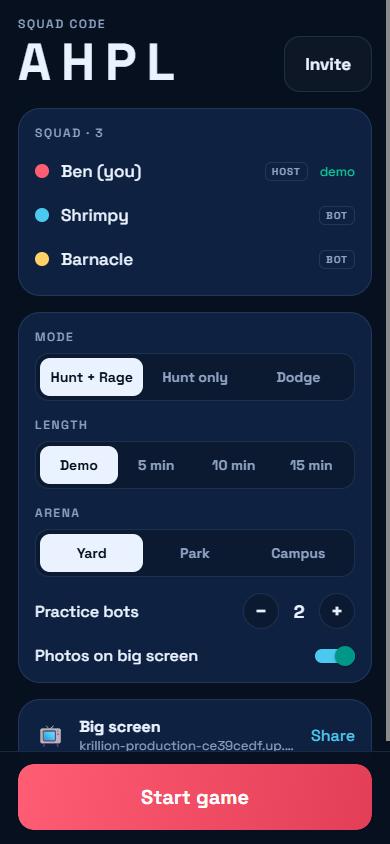 SQUAD CODE
AHPL
Invite
SQUAD · 3
Ben (you) HOST demo
Shrimpy BOT
Barnacle BOT
MODE
Hunt + Rage Hunt only Dodge
LENGTH
Demo 5 min 10 min 15 min
ARENA
Yard Park Campus
Practice bots − 2 +
Photos on big screen
Big screen
krillion-production-ce39cedf.up.… Share
Start game